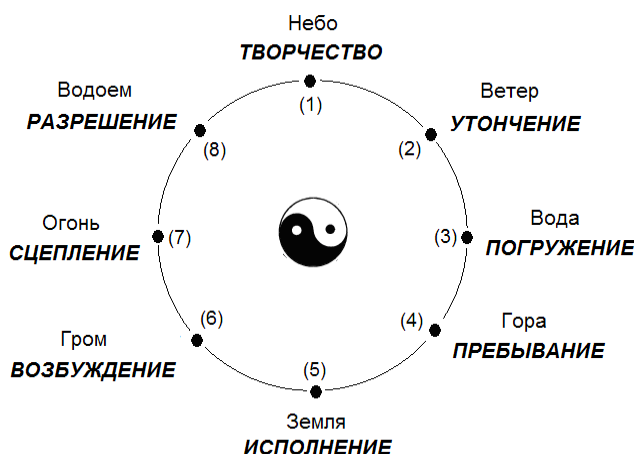 Небо
ТВОРЧЕСТВО
(1)
Ветер
УТОНЧЕНИЕ
(2)
Вода
ПОГРУЖЕНИЕ
(3)
Гора
ПРЕБЫВАНИЕ
(4)
(5)
Земля
ИСПОЛНЕНИЕ
Гром
ВОЗБУЖДЕНИЕ
(6)
Огонь
СЦЕПЛЕНИЕ
(7)
Водоем
РАЗРЕШЕНИЕ
(8)